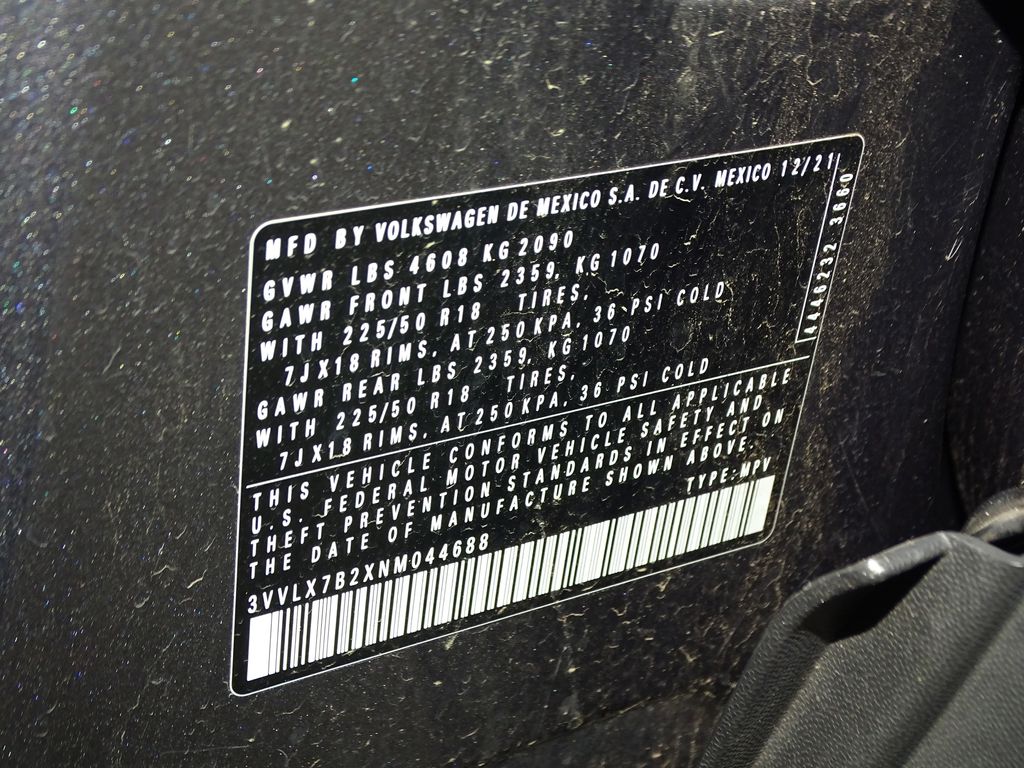 MFD BY VOLKSWAGEN DE MEXICO S.A. DE C.V. MEXICO 12/21
GVWR LBS 4608 KG 2090
GAWR FRONT LBS 2359, KG 1070
WITH 225/50 R18 TIRES,
7JX18 RIMS, AT 250 KPA, 36 PSI COLD
GAWR REAR LBS 2359, KG 1070
WITH 225/50 R18 TIRES,
7JX18 RIMS, AT 250 KPA, 36 PSI COLD
THIS VEHICLE CONFORMS TO ALL APPLICABLE
U.S. FEDERAL MOTOR VEHICLE SAFETY AND
THEFT PREVENTION STANDARDS IN EFFECT ON
THE DATE OF MANUFACTURE SHOWN ABOVE.
3VVLX7B2XNM044688 TYPE:MPV
4446232 3660